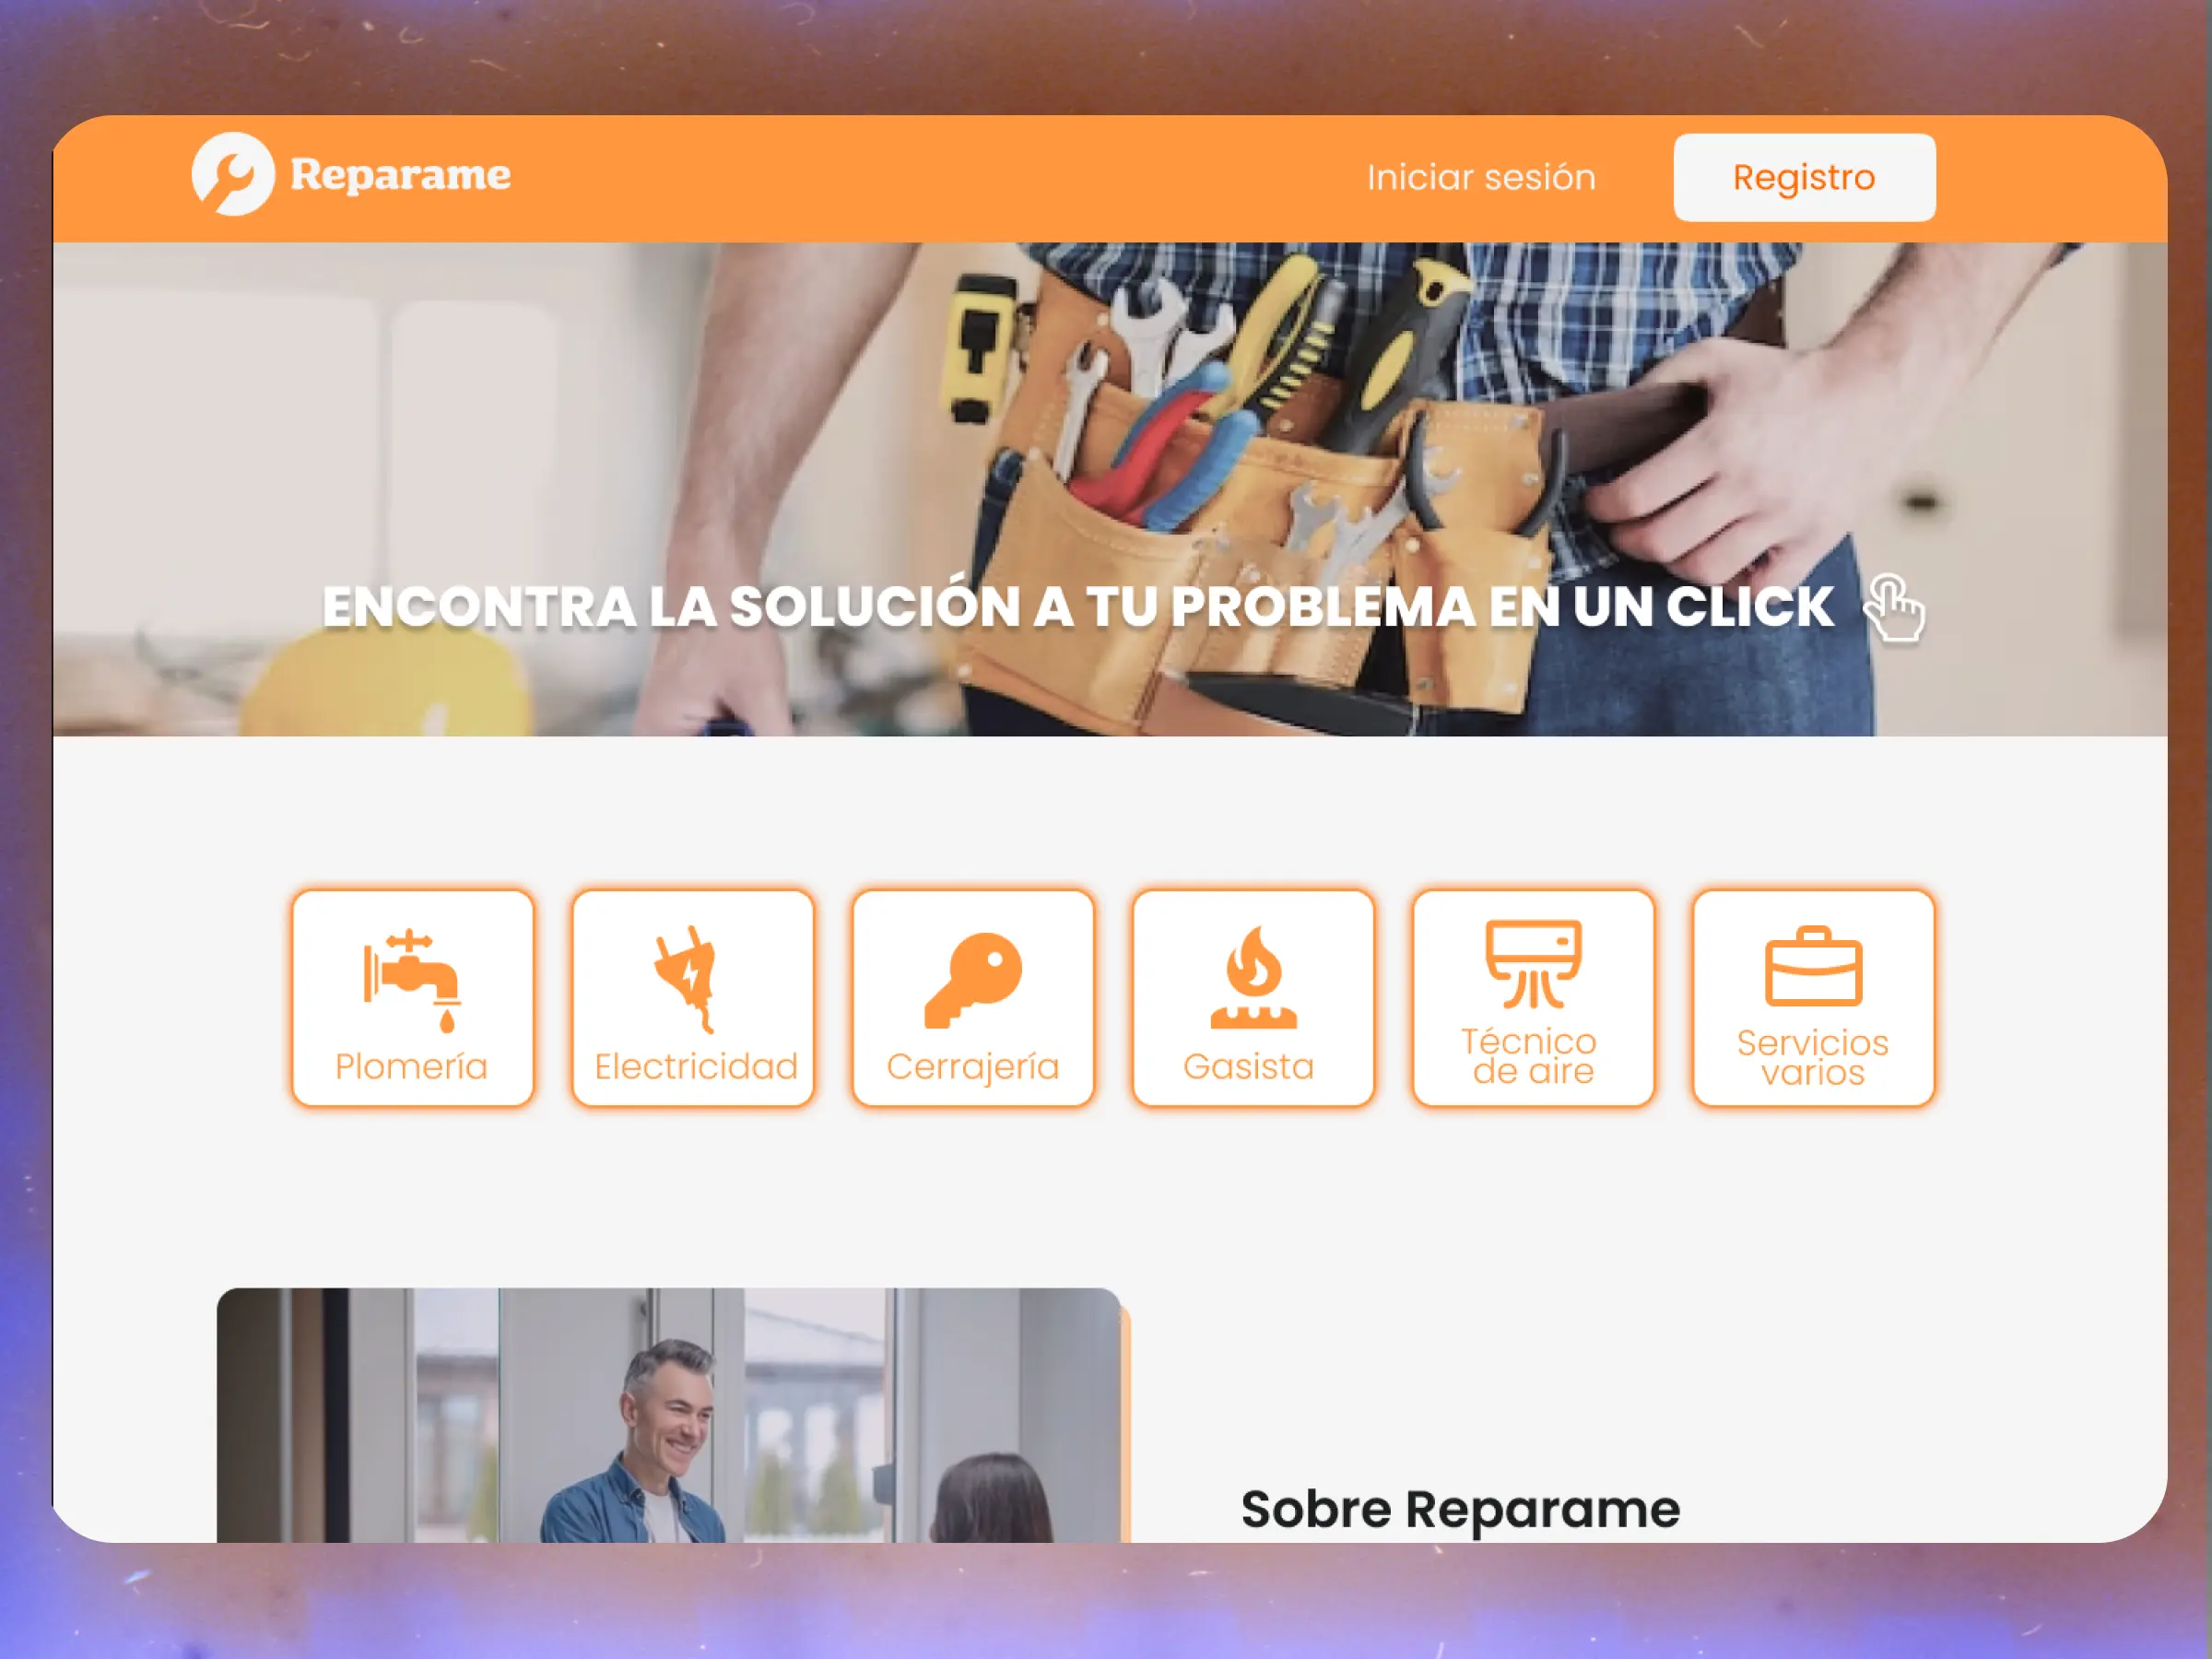 Reparame
Iniciar sesión
Registro
ENCONTRA LA SOLUCIÓN A TU PROBLEMA EN UN CLICK
Plomería
Electricidad
Cerrajería
Gasista
Técnico
de aire
Servicios
varios
Sobre Reparame